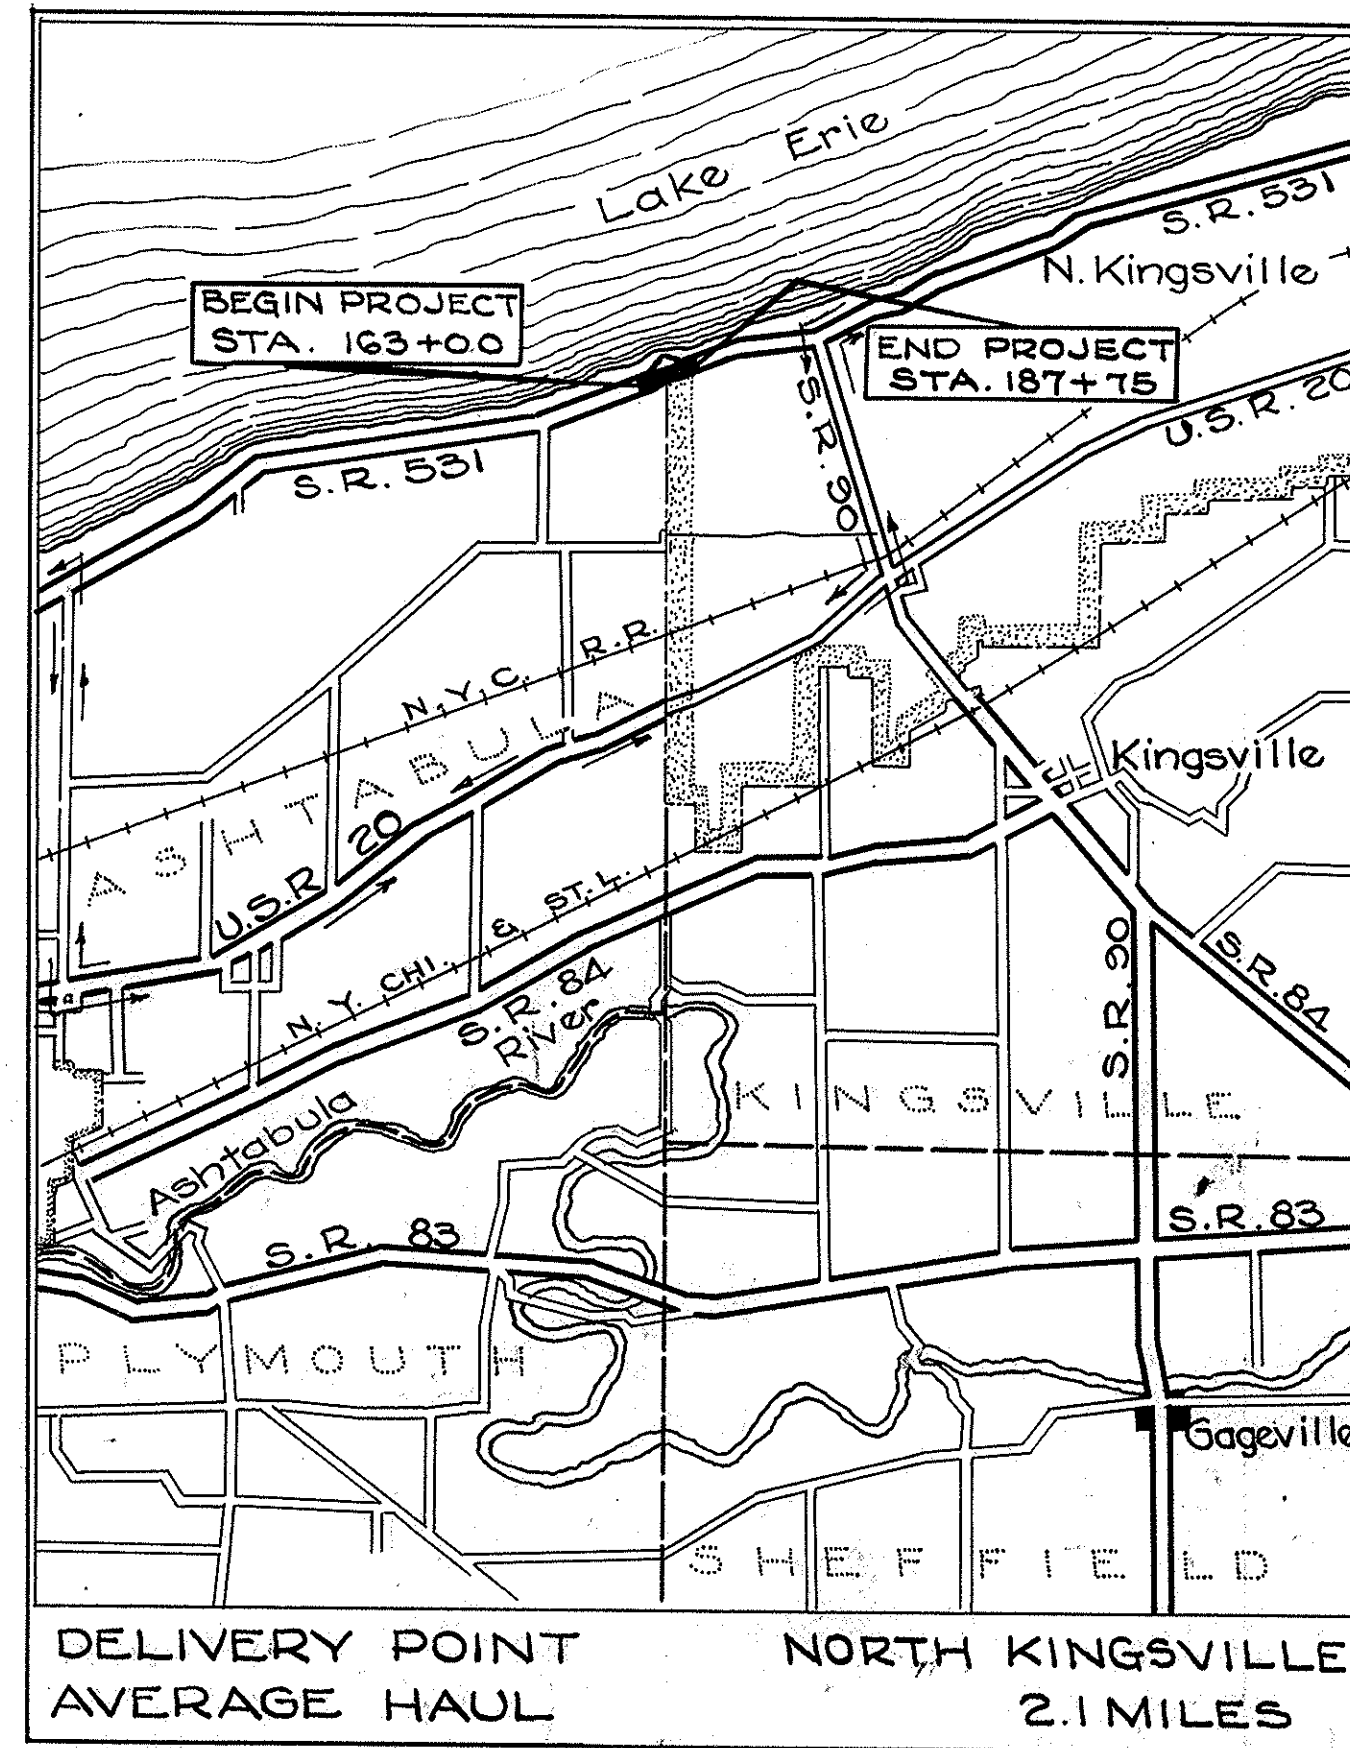 Lake Erie
S.R. 531
N. Kingsville
BEGIN PROJECT
STA. 163+00
END PROJECT
STA. 187+75
U.S.R. 20
S.R. 90
S.R. 531
N.Y.C. R.R.
ASHTABULA
Kingsville
U.S.R 20
N.Y. CHI. & ST.L.
S.R. 84
S.R. 90
S.R. 84
Ashtabula River
KINGSVILLE
S.R. 83
S.R. 83
PLYMOUTH
Gageville
SHEFFIELD
DELIVERY POINT NORTH KINGSVILLE
AVERAGE HAUL 2.1 MILES